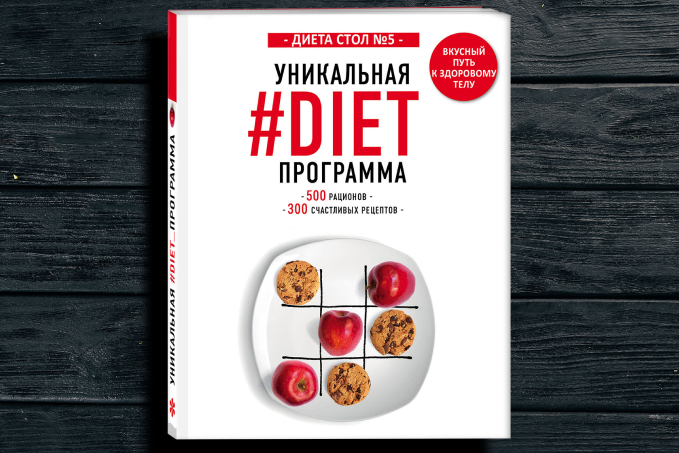 - ДИЕТА СТОЛ №5 -
ВКУСНЫЙ
ПУТЬ
К ЗДОРОВОМУ
ТЕЛУ
УНИКАЛЬНАЯ
#DIET
ПРОГРАММА
- 500 РАЦИОНОВ -
- 300 СЧАСТЛИВЫХ РЕЦЕПТОВ -
УНИКАЛЬНАЯ #DIET_ПРОГРАММА